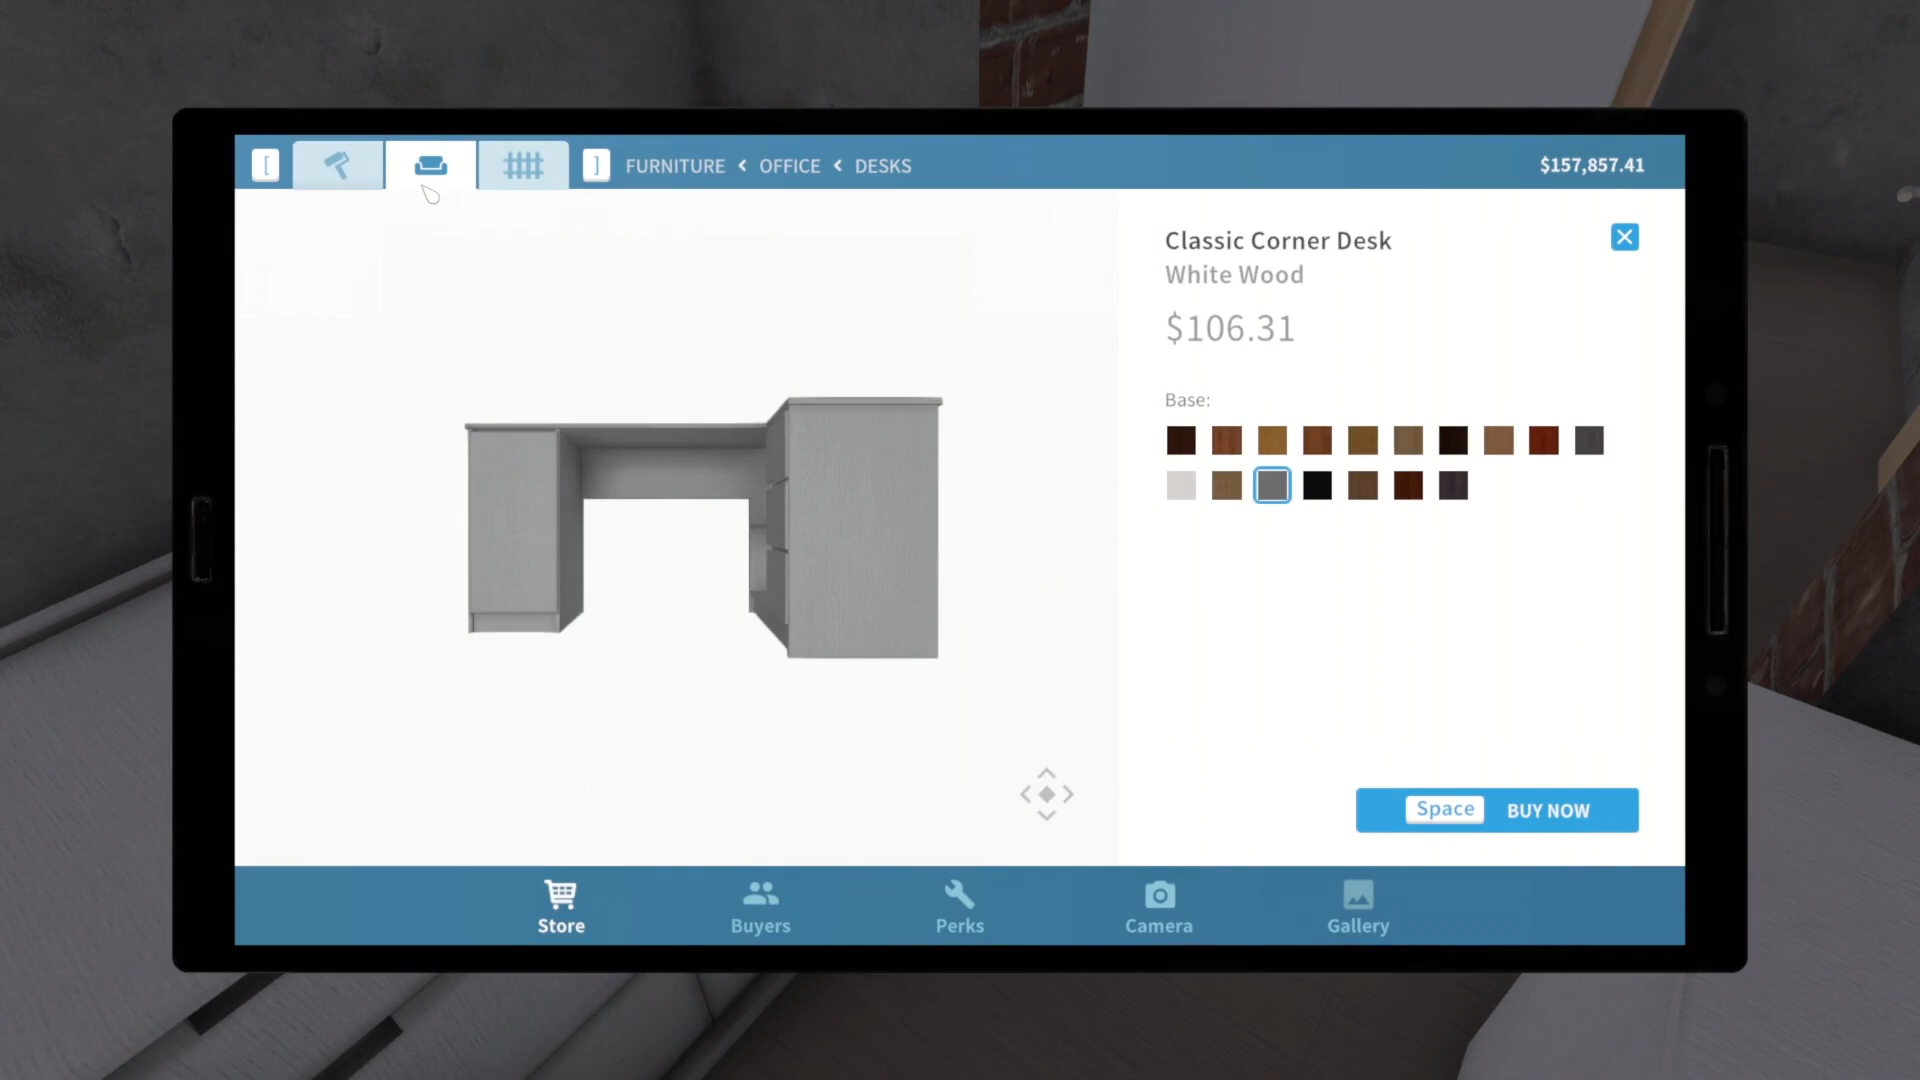 [ ] FURNITURE < OFFICE < DESKS $157,857.41
Classic Corner Desk
White Wood
$106.31
Base:
Space BUY NOW
Store Buyers Perks Camera Gallery